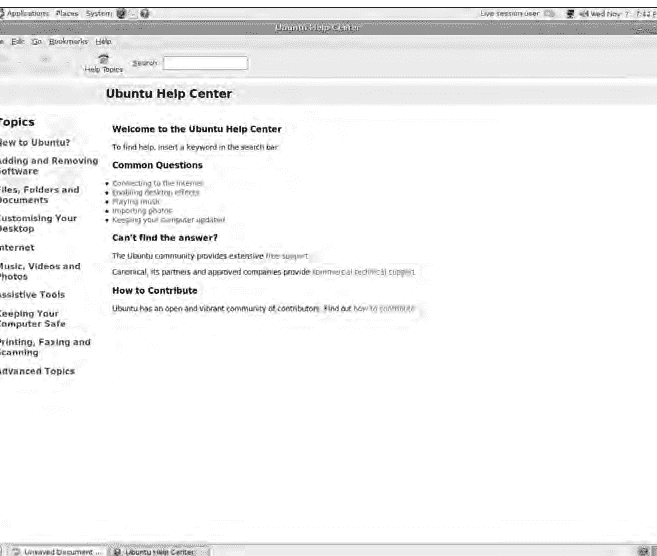 Applications Places System Live session user Wed Nov 7,
Ubuntu Help Center
Edit Go Bookmarks Help
Help Topics Search
Ubuntu Help Center
Topics
New to Ubuntu?
Adding and Removing
Software
Files, Folders and
Documents
Customising Your
Desktop
Internet
Music, Videos and
Photos
Assistive Tools
Keeping Your
Computer Safe
Printing, Faxing and
Scanning
Advanced Topics
Welcome to the Ubuntu Help Center
To find help, insert a keyword in the search bar
Common Questions
Connecting to the Internet
Enabling desktop effects
Playing music
Importing photos
Keeping your computer updated
Can't find the answer?
The Ubuntu community provides extensive free support
Canonical, its partners and approved companies provide commercial technical support
How to Contribute
Ubuntu has an open and vibrant community of contributors. Find out how to contribute
Unsaved Document ... Ubuntu Help Center